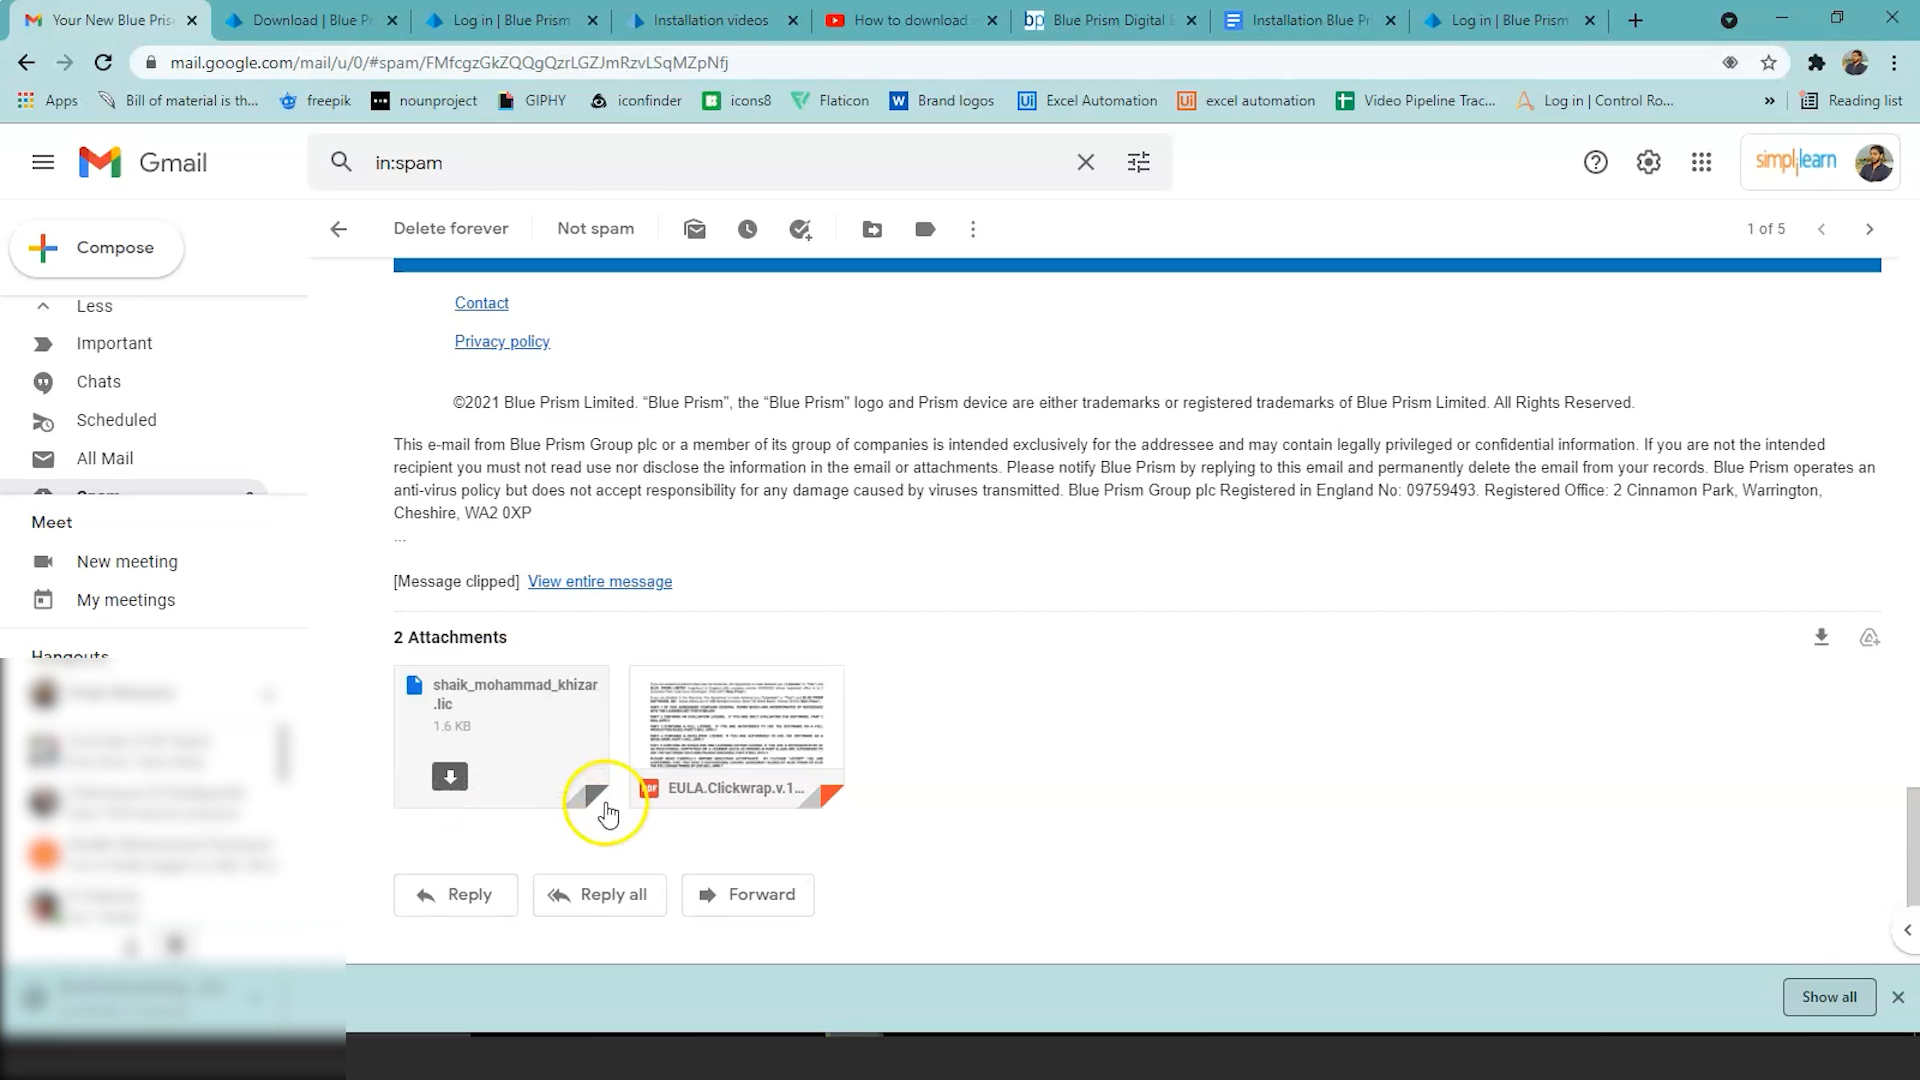 Your New Blue Pris
Download | Blue P
Log in | Blue Prism
Installation videos
How to download a
Blue Prism Digital E
Installation Blue Pr
Log in | Blue Prism
mail.google.com/mail/u/0/#spam/FMfcgzGkZQQgQzrLGZJmRzvLSqMZpNfj
Apps
Bill of material is th...
freepik
nounproject
GIPHY
iconfinder
icons8
Flaticon
Brand logos
Excel Automation
excel automation
Video Pipeline Trac...
Log in | Control Ro...
Reading list
Gmail
in:spam
simplilearn
Compose
Delete forever
Not spam
1 of 5
Less
Important
Chats
Scheduled
All Mail
Spam
Meet
New meeting
My meetings
Hangouts
Contact
Privacy policy
©2021 Blue Prism Limited. “Blue Prism”, the “Blue Prism” logo and Prism device are either trademarks or registered trademarks of Blue Prism Limited. All Rights Reserved.
This e-mail from Blue Prism Group plc or a member of its group of companies is intended exclusively for the addressee and may contain legally privileged or confidential information. If you are not the intended
recipient you must not read use nor disclose the information in the email or attachments. Please notify Blue Prism by replying to this email and permanently delete the email from your records. Blue Prism operates an
anti-virus policy but does not accept responsibility for any damage caused by viruses transmitted. Blue Prism Group plc Registered in England No: 09759493. Registered Office: 2 Cinnamon Park, Warrington,
Cheshire, WA2 0XP
...
[Message clipped] View entire message
2 Attachments
shaik_mohammad_khizar
.lic
1.6 KB
PDF
EULA.Clickwrap.v.1...
Reply
Reply all
Forward
Show all